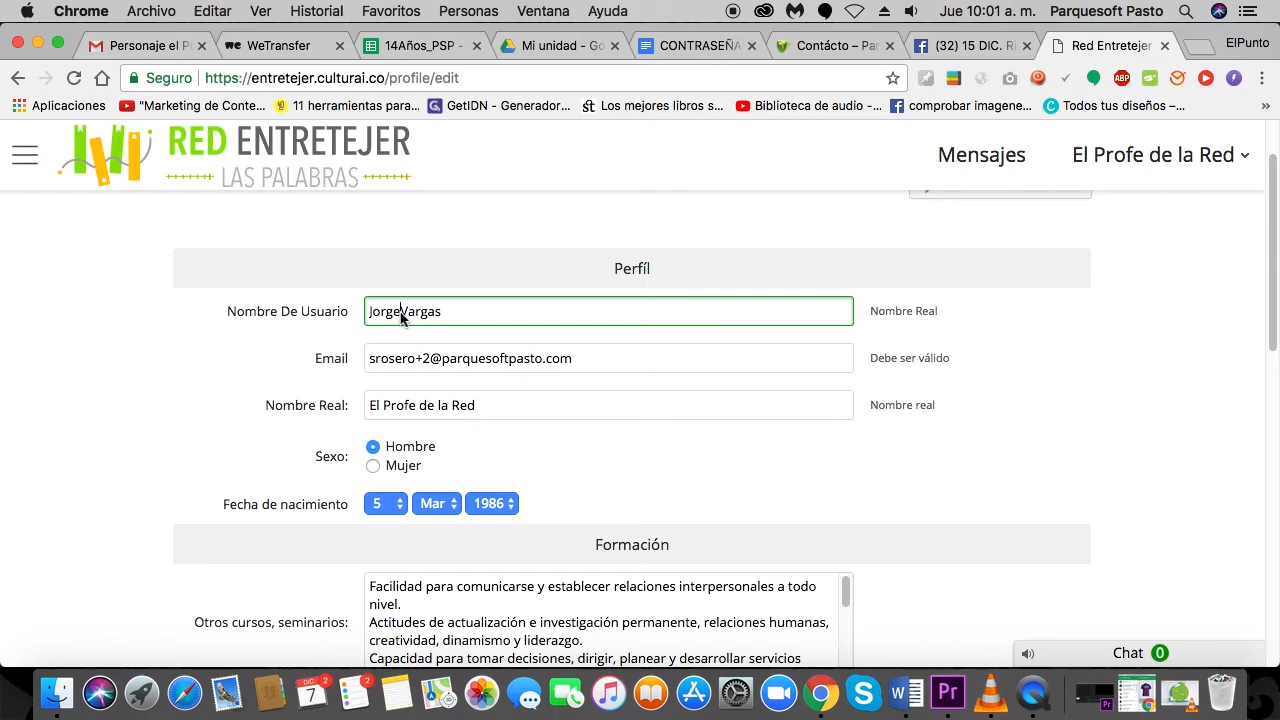 Chrome Archivo Editar Ver Historial Favoritos Personas Ventana Ayuda Jue 10:01 a. m. Parquesoft Pasto
Personaje el P WeTransfer 14Años_PSP - Mi unidad - Go CONTRASEÑA Contácto – Par (32) 15 DIC. R Red Entretejer ElPunto
Seguro https://entretejer.culturai.co/profile/edit ABP
Aplicaciones "Marketing de Conte... 11 herramientas para... GetIDN - Generador... Los mejores libros s... Biblioteca de audio -... comprobar imagene... Todos tus diseños –... »
RED ENTRETEJER
LAS PALABRAS
Mensajes El Profe de la Red
Perfíl
Nombre De Usuario JorgeVargas Nombre Real
Email srosero+2@parquesoftpasto.com Debe ser válido
Nombre Real: El Profe de la Red Nombre real
Sexo: Hombre
Mujer
Fecha de nacimiento 5 Mar 1986
Formación
Otros cursos, seminarios:
Facilidad para comunicarse y establecer relaciones interpersonales a todo
nivel.
Actitudes de actualización e investigación permanente, relaciones humanas,
creatividad, dinamismo y liderazgo.
Capacidad para tomar decisiones, dirigir, planear y desarrollar servicios
Chat 0
DIC. 7 2 2 Pr